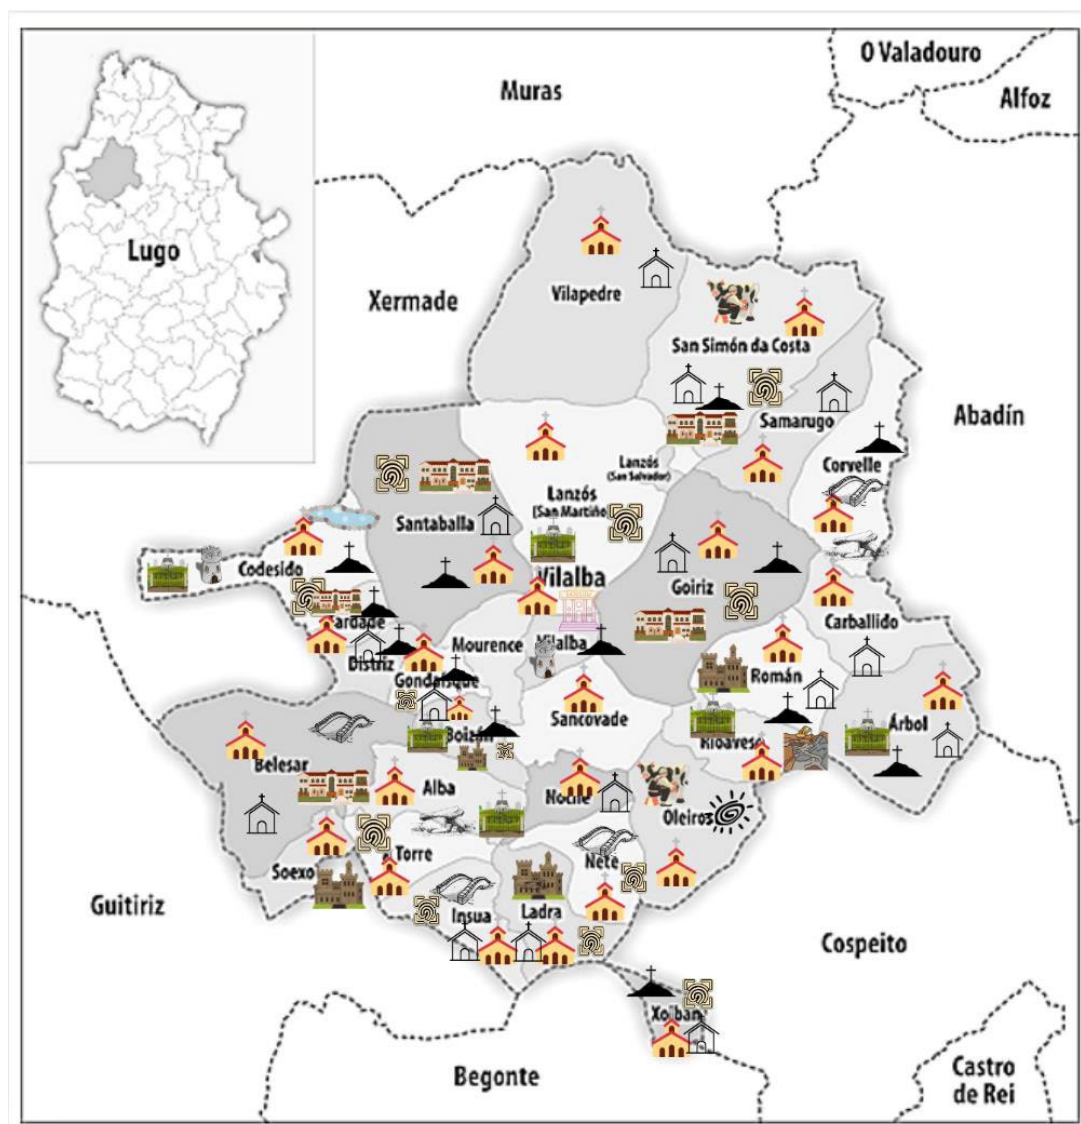 O Valadouro
Muras
Alfoz
Lugo
Xermade
Vilapedre
San Simón da Costa
Abadín
Samarugo
Corvelle
Lanzós
(San Salvador)
Lanzós
(San Martiño)
Santaballa
Codesido
Vilalba
Goiriz
Carballido
Mourence
Vilalba
Distriz
Gondaisque
Román
Sancovade
Árbol
Belesar
Alba
Noche
Oleiros
Torre
Nete
Soexo
Guitiriz
Insua
Ladra
Cospeito
Begonte
Castro
de Rei